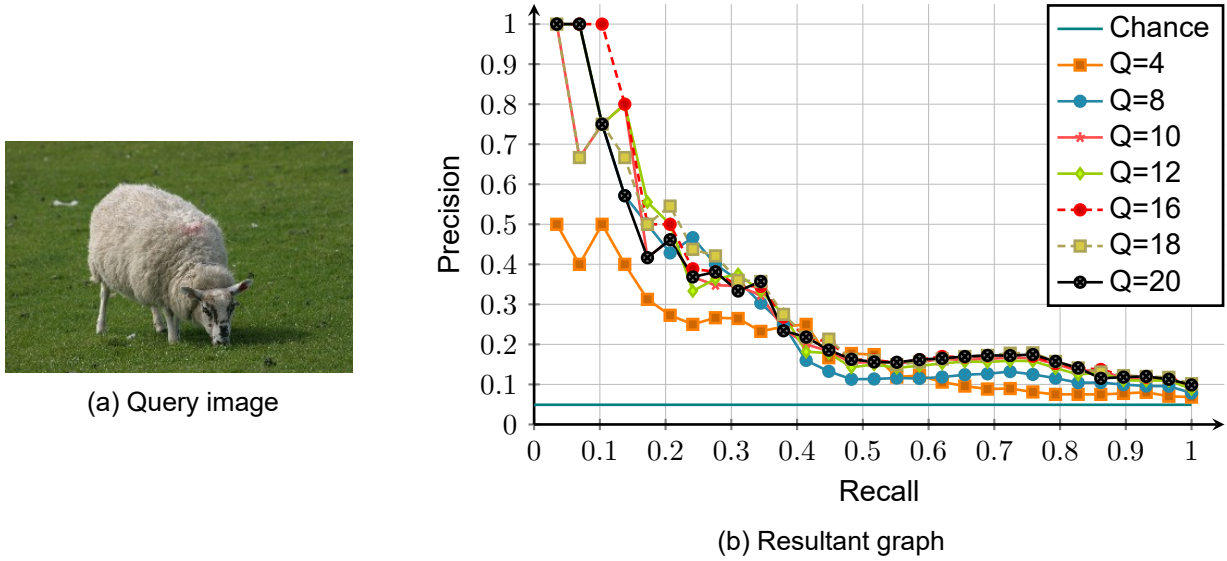 (a) Query image
Precision
1
0.9
0.8
0.7
0.6
0.5
0.4
0.3
0.2
0.1
0
0 0.1 0.2 0.3 0.4 0.5 0.6 0.7 0.8 0.9 1
Recall
Chance
Q=4
Q=8
Q=10
Q=12
Q=16
Q=18
Q=20
(b) Resultant graph